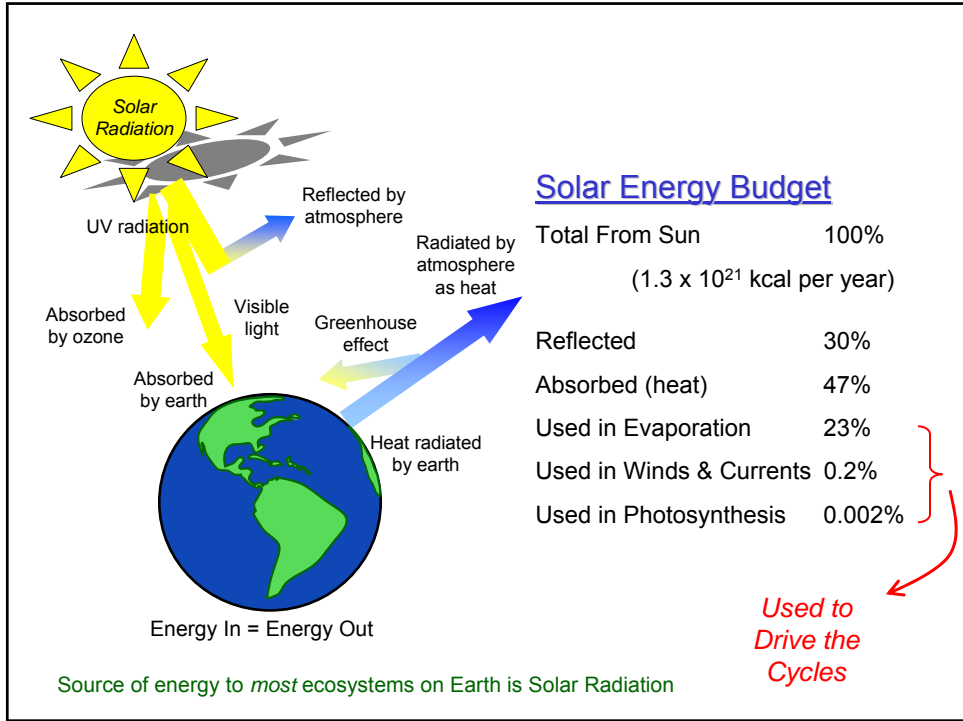 Solar
Radiation
UV radiation
Reflected by
atmosphere
Absorbed
by ozone
Visible
light
Absorbed
by earth
Greenhouse
effect
Radiated by
atmosphere
as heat
Heat radiated
by earth
Energy In = Energy Out
Solar Energy Budget
Total From Sun 100%
(1.3 x 10²¹ kcal per year)
Reflected 30%
Absorbed (heat) 47%
Used in Evaporation 23%
Used in Winds & Currents 0.2%
Used in Photosynthesis 0.002%
Used to
Drive the
Cycles
Source of energy to most ecosystems on Earth is Solar Radiation